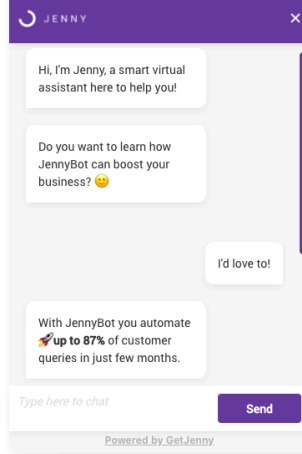 JENNY
Hi, I'm Jenny, a smart virtual
assistant here to help you!
Do you want to learn how
JennyBot can boost your
business? 🙂
I'd love to!
With JennyBot you automate
🚀up to 87% of customer
queries in just few months.
Type here to chat
Send
Powered by GetJenny